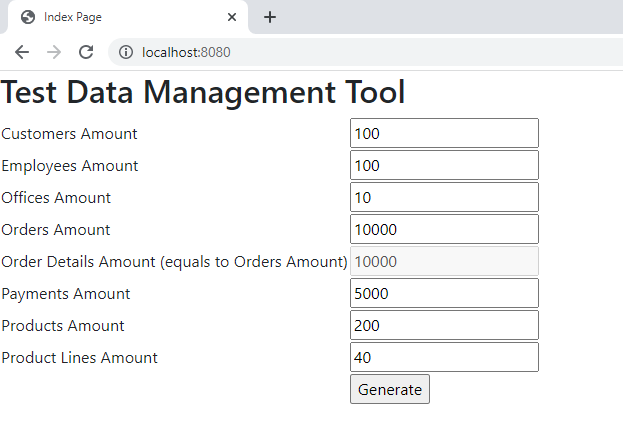 Index Page
localhost:8080
Test Data Management Tool
Customers Amount 100
Employees Amount 100
Offices Amount 10
Orders Amount 10000
Order Details Amount (equals to Orders Amount) 10000
Payments Amount 5000
Products Amount 200
Product Lines Amount 40
Generate